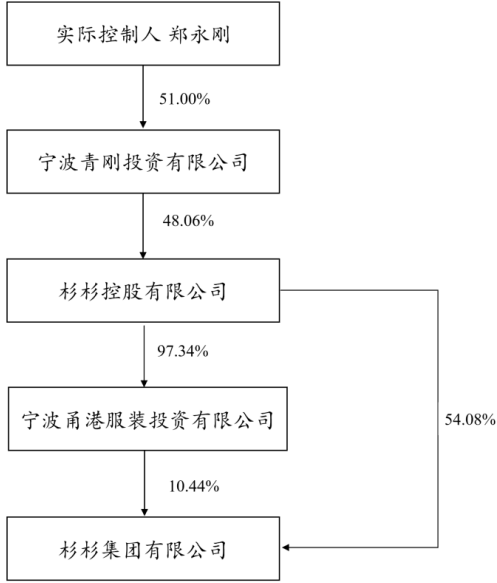 实际控制人 郑永刚
51.00%
宁波青刚投资有限公司
48.06%
杉杉控股有限公司
97.34%
54.08%
宁波甬港服装投资有限公司
10.44%
杉杉集团有限公司